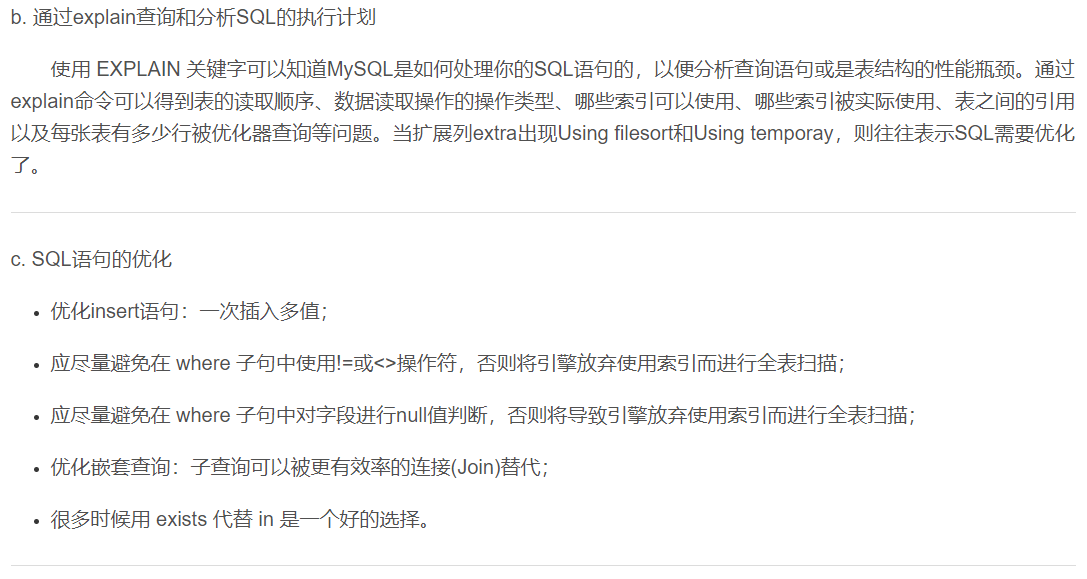 b. 通过explain查询和分析SQL的执行计划
使用 EXPLAIN 关键字可以知道MySQL是如何处理你的SQL语句的，以便分析查询语句或是表结构的性能瓶颈。通过
explain命令可以得到表的读取顺序、数据读取操作的操作类型、哪些索引可以使用、哪些索引被实际使用、表之间的引用
以及每张表有多少行被优化器查询等问题。当扩展列extra出现Using filesort和Using temporay，则往往表示SQL需要优化
了。
c. SQL语句的优化
• 优化insert语句：一次插入多值；
• 应尽量避免在 where 子句中使用!=或<>操作符，否则将引擎放弃使用索引而进行全表扫描；
• 应尽量避免在 where 子句中对字段进行null值判断，否则将导致引擎放弃使用索引而进行全表扫描；
• 优化嵌套查询：子查询可以被更有效率的连接(Join)替代；
• 很多时候用 exists 代替 in 是一个好的选择。